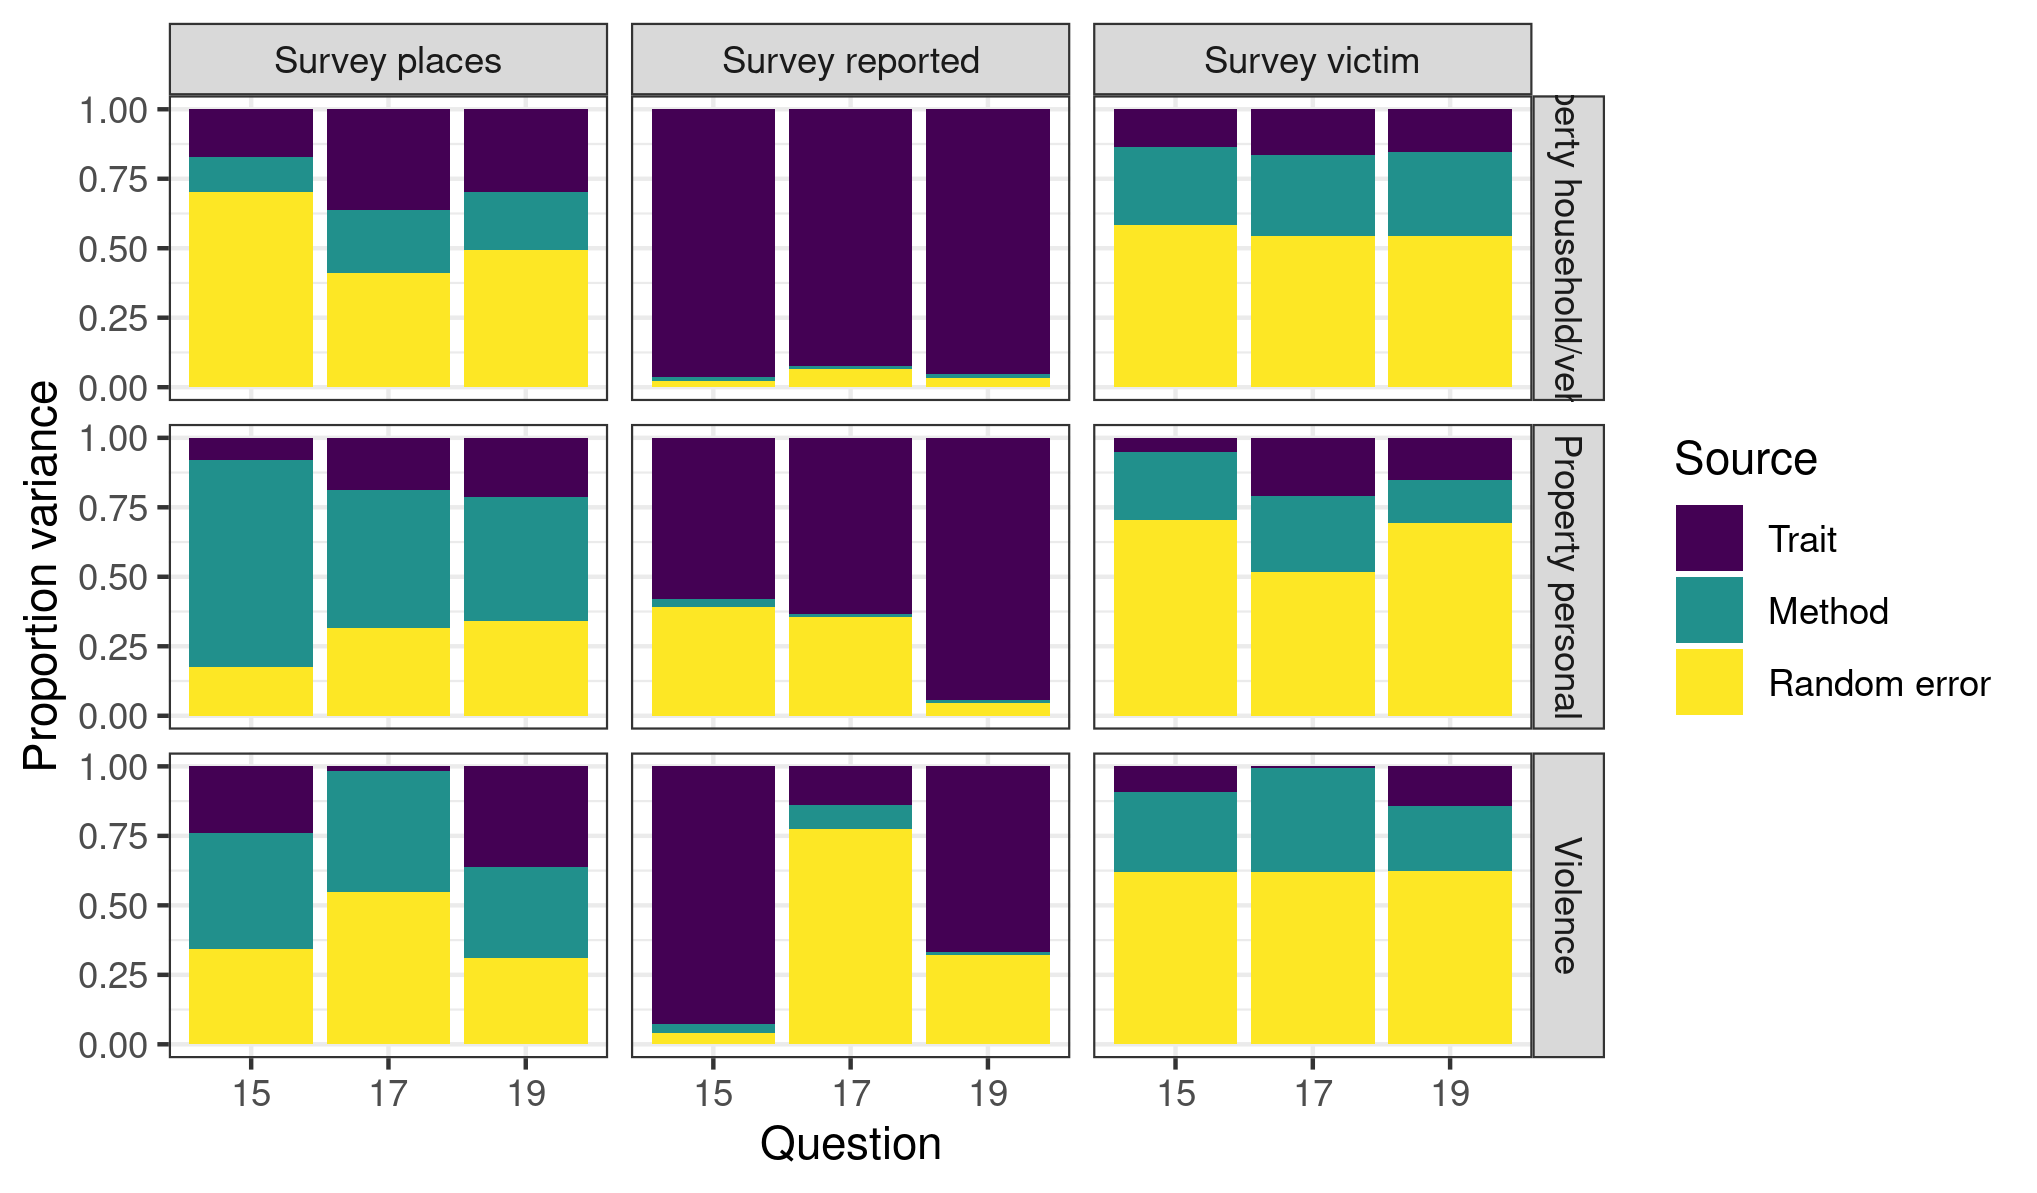 Survey places
Survey reported
Survey victim
1.00
0.75
0.50
0.25
0.00
household/
1.00
0.75
0.50
0.25
0.00
Property personal
1.00
0.75
0.50
0.25
0.00
Violence
Proportion variance
15
17
19
15
17
19
15
17
19
Question
Source
Trait
Method
Random error